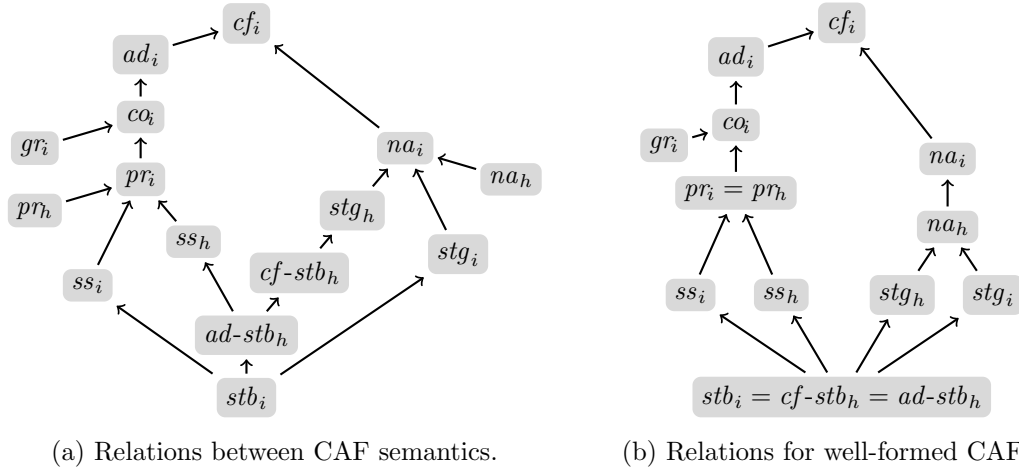 cf_i
ad_i
co_i
gr_i
pr_i
pr_h
na_i
na_h
stg_h
ss_h
cf-stb_h
stg_i
ss_i
ad-stb_h
stb_i
(a) Relations between CAF semantics.
cf_i
ad_i
co_i
gr_i
pr_i = pr_h
na_i
na_h
ss_i
ss_h
stg_h
stg_i
stb_i = cf-stb_h = ad-stb_h
(b) Relations for well-formed CAF